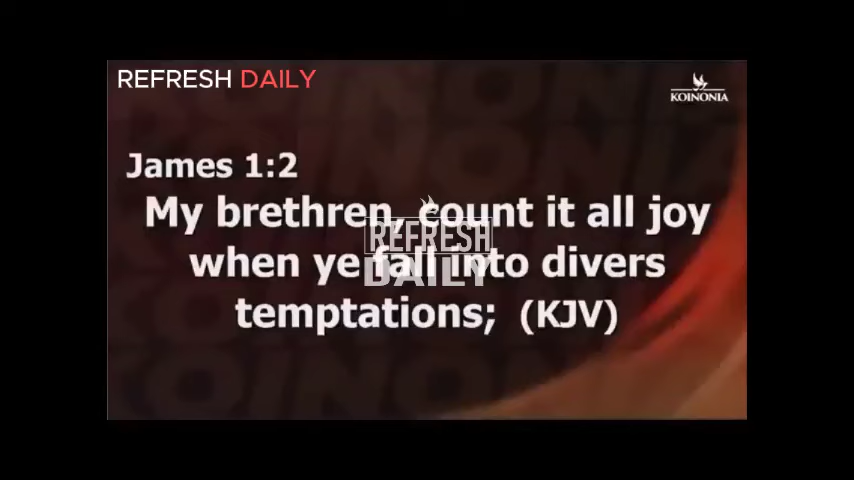 REFRESH DAILY
KOINONIA
James 1:2
My brethren, count it all joy
when ye fall into divers
temptations; (KJV)
REFRESH
DAILY